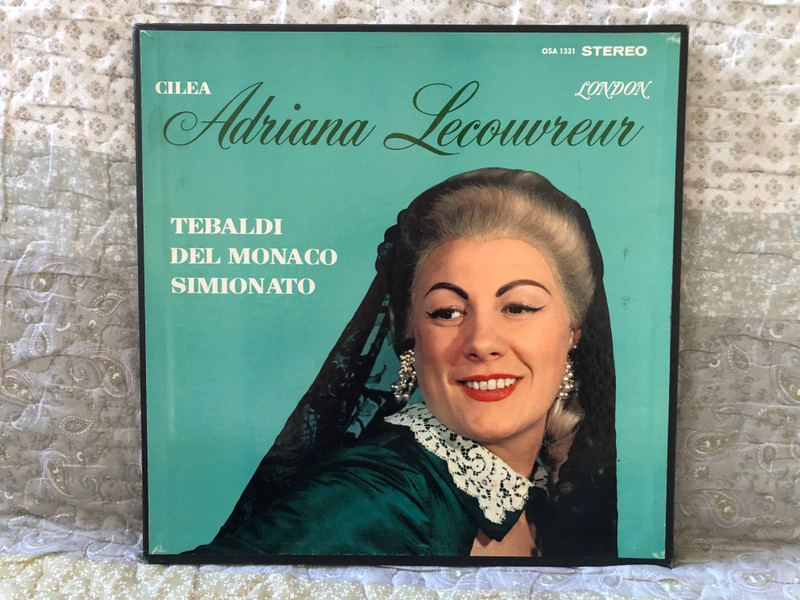 OSA 1331 STEREO
CILEA
LONDON
Adriana Lecouvreur
TEBALDI
DEL MONACO
SIMIONATO